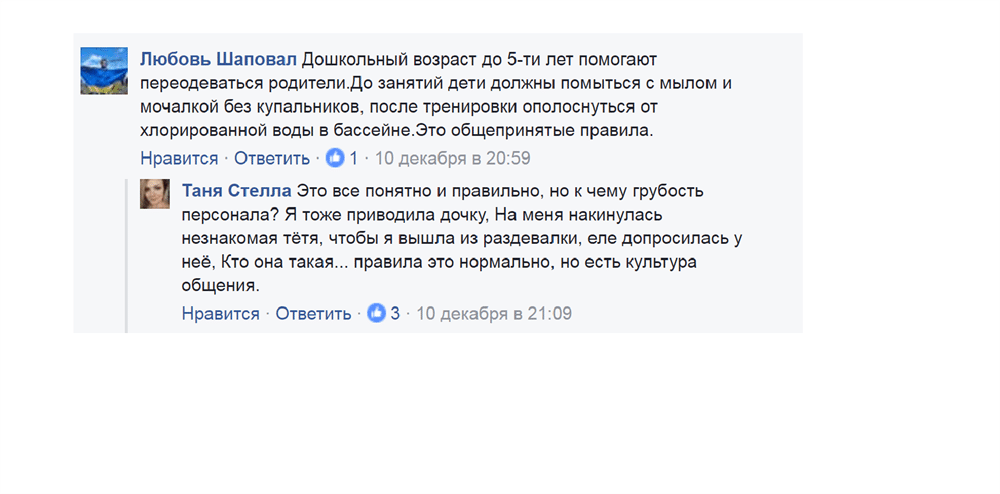 Любовь Шаповал Дошкольный возраст до 5-ти лет помогают
переодеваться родители.До занятий дети должны помыться с мылом и
мочалкой без купальников, после тренировки ополоснуться от
хлорированной воды в бассейне.Это общепринятые правила.
Нравится · Ответить · 1 · 10 декабря в 20:59
Таня Стелла Это все понятно и правильно, но к чему грубость
персонала? Я тоже приводила дочку, На меня накинулась
незнакомая тётя, чтобы я вышла из раздевалки, еле допросилась у
неё, Кто она такая... правила это нормально, но есть культура
общения.
Нравится · Ответить · 3 · 10 декабря в 21:09